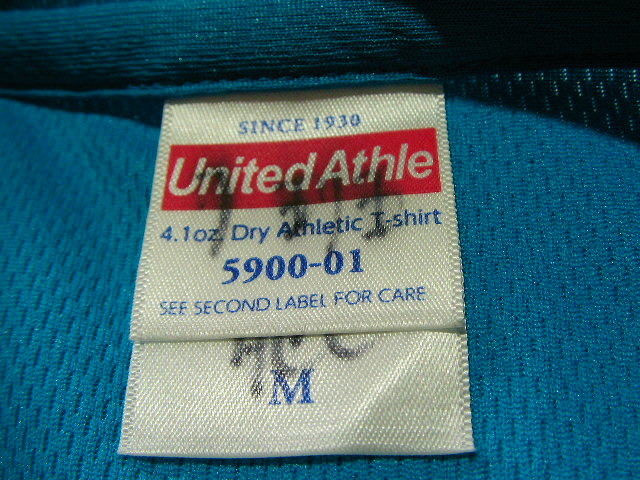 SINCE 1930
United Athle
4.1oz. Dry Athletic T-shirt
5900-01
SEE SECOND LABEL FOR CARE
M